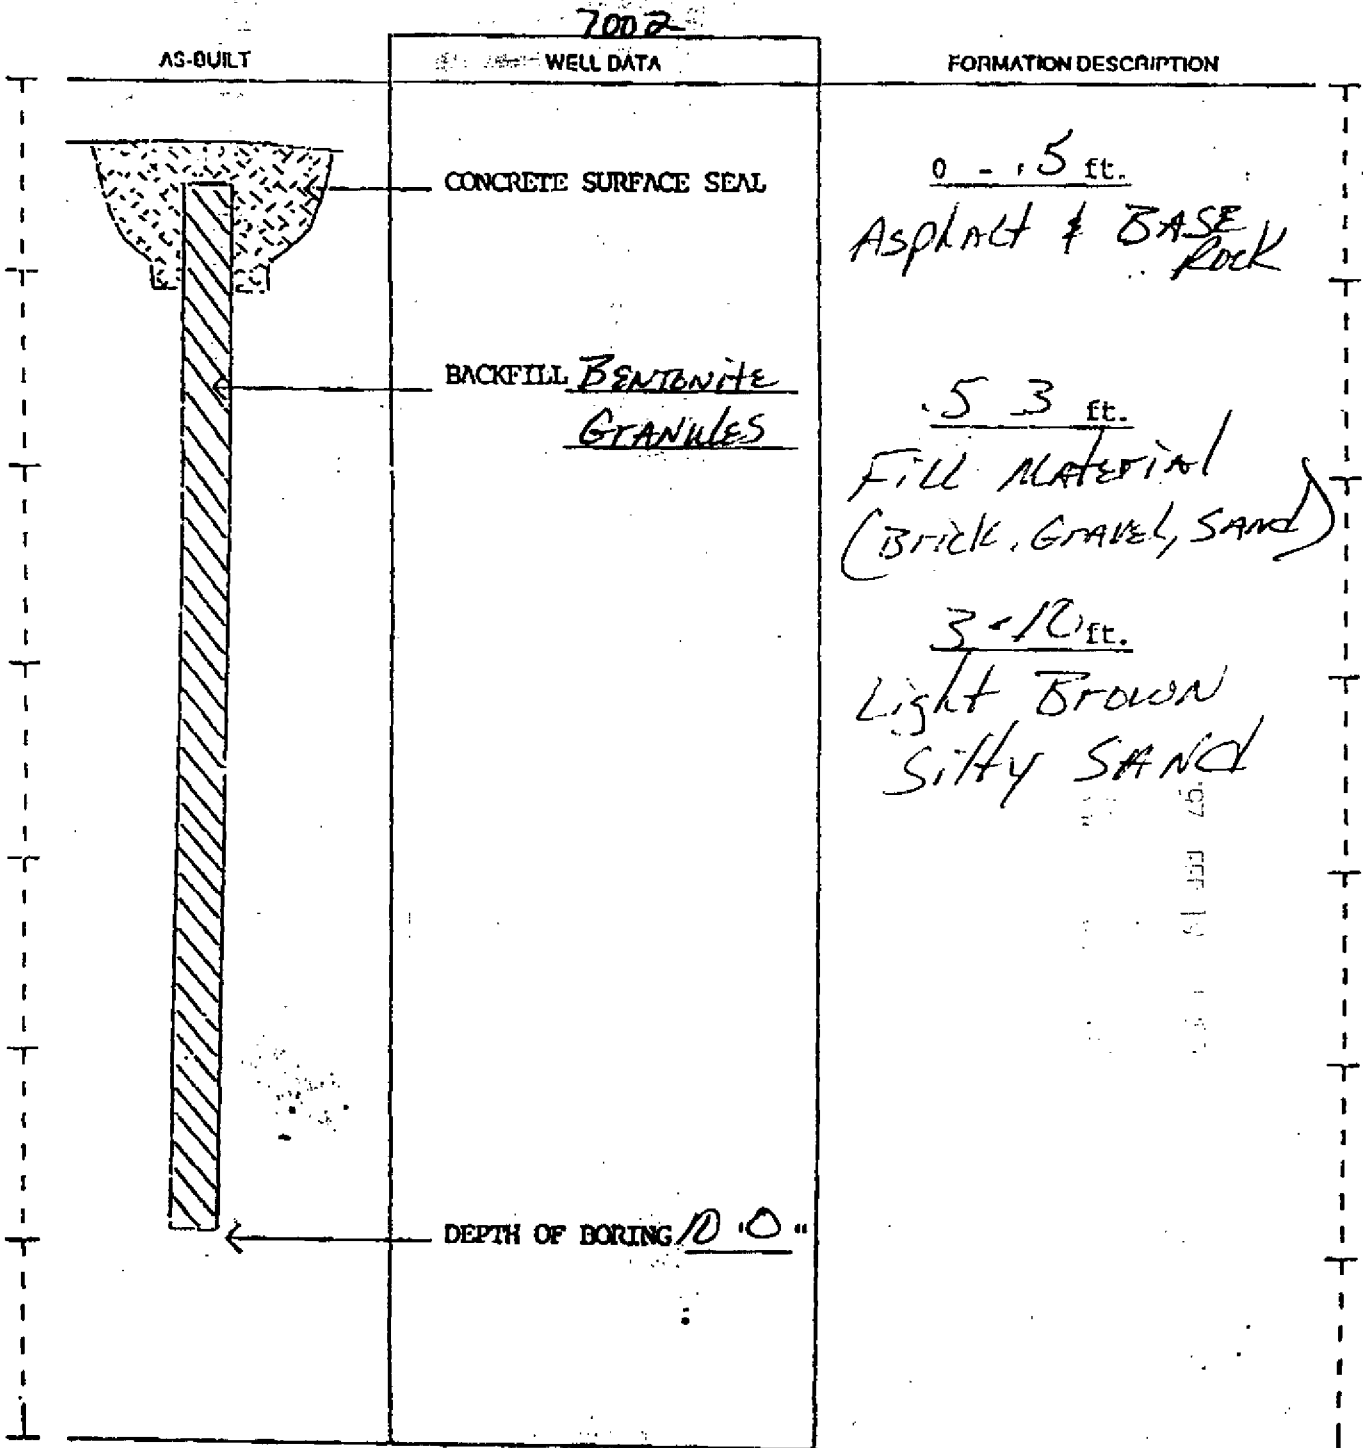 7002
AS-BUILT
WELL DATA
FORMATION DESCRIPTION
CONCRETE SURFACE SEAL
BACKFILL BENTONITE
GRANULES
DEPTH OF BORING 10 ' 0 "
0 - .5 ft.
Asphalt & BASE
Rock
.5 3 ft.
Fill Material
(Brick, Gravel, Sand)
3 - 10 ft.
Light Brown
Silty SAND